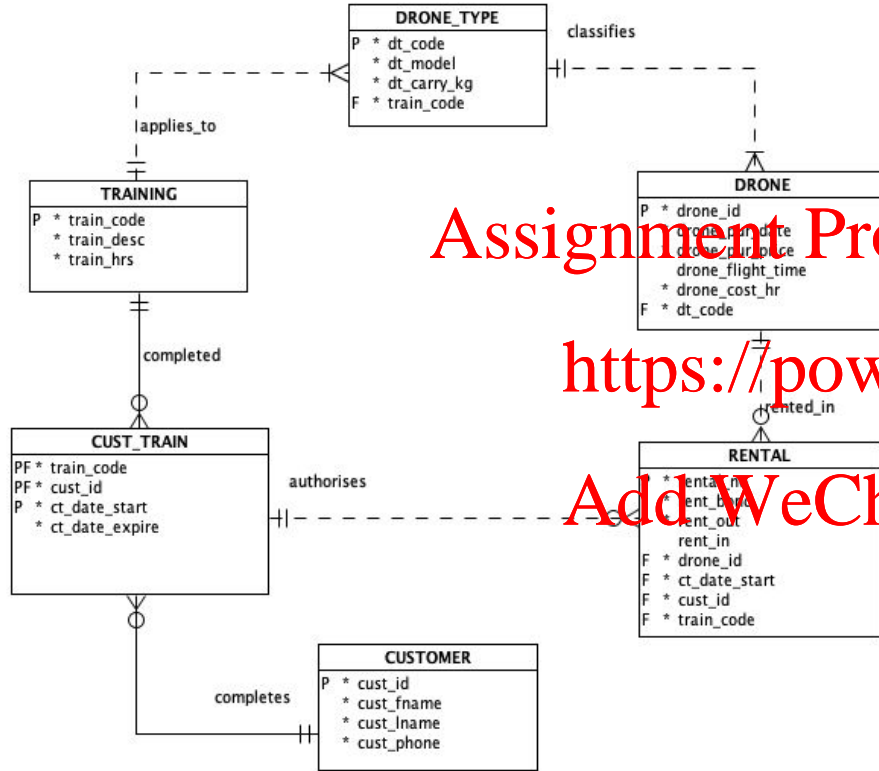 DRONE_TYPE
P * dt_code
* dt_model
* dt_carry_kg
F * train_code
classifies
applies_to
TRAINING
P * train_code
* train_desc
* train_hrs
DRONE
P * drone_id
drone_flight_time
* drone_cost_hr
F * dt_code
Assignment Pro
https://pow
completed
rented_in
CUST_TRAIN
PF * train_code
PF * cust_id
P * ct_date_start
* ct_date_expire
authorises
RENTAL
Add WeCh
rent_in
F * drone_id
F * ct_date_start
F * cust_id
F * train_code
completes
CUSTOMER
P * cust_id
* cust_fname
* cust_lname
* cust_phone